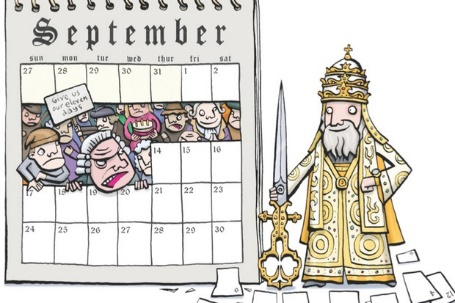 September
sun mon tue wed thur fri sat
27 28 29 30 31 1 2
Give us
our eleven
days
14 15 16
17 18 19 20 21 22 23
24 25 26 27 28 29 30